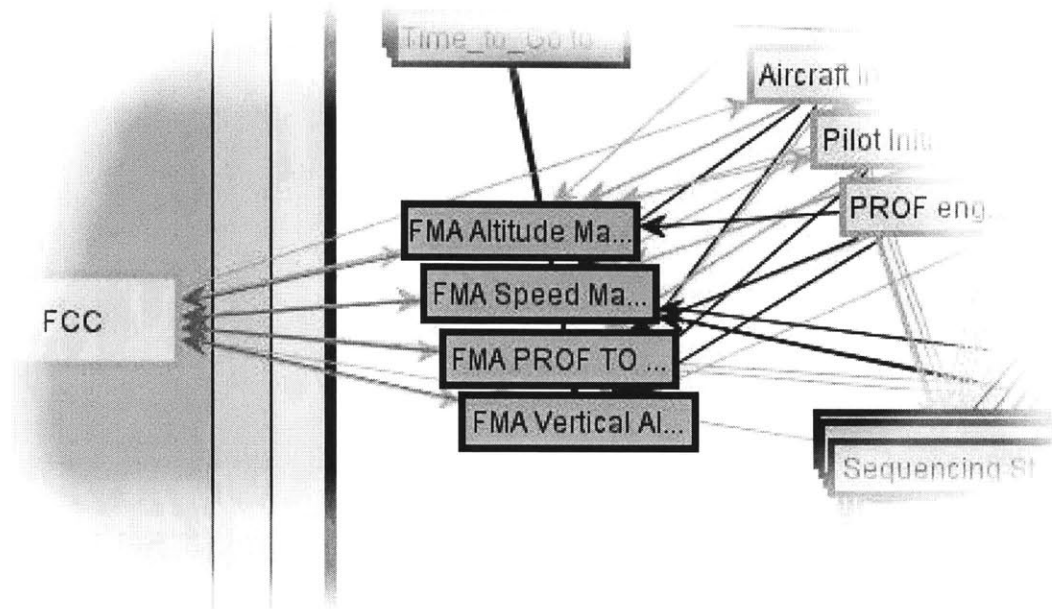 Time_to_Go to ...
Aircraft In
Pilot Initi
PROF eng...
FMA Altitude Ma...
FMA Speed Ma...
FCC
FMA PROF TO ...
FMA Vertical Al...
Sequencing St